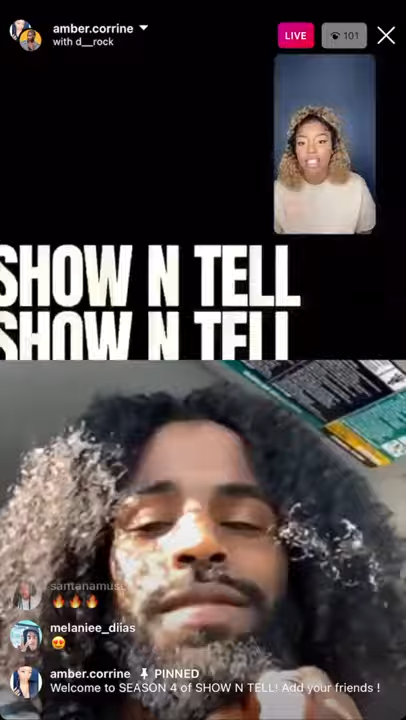 amber.corrine
with d__rock
LIVE
101
SHOW N TELL
SHOW N TELL
🔥🔥🔥
melaniee_diias
😍
amber.corrine PINNED
Welcome to SEASON 4 of SHOW N TELL! Add your friends !